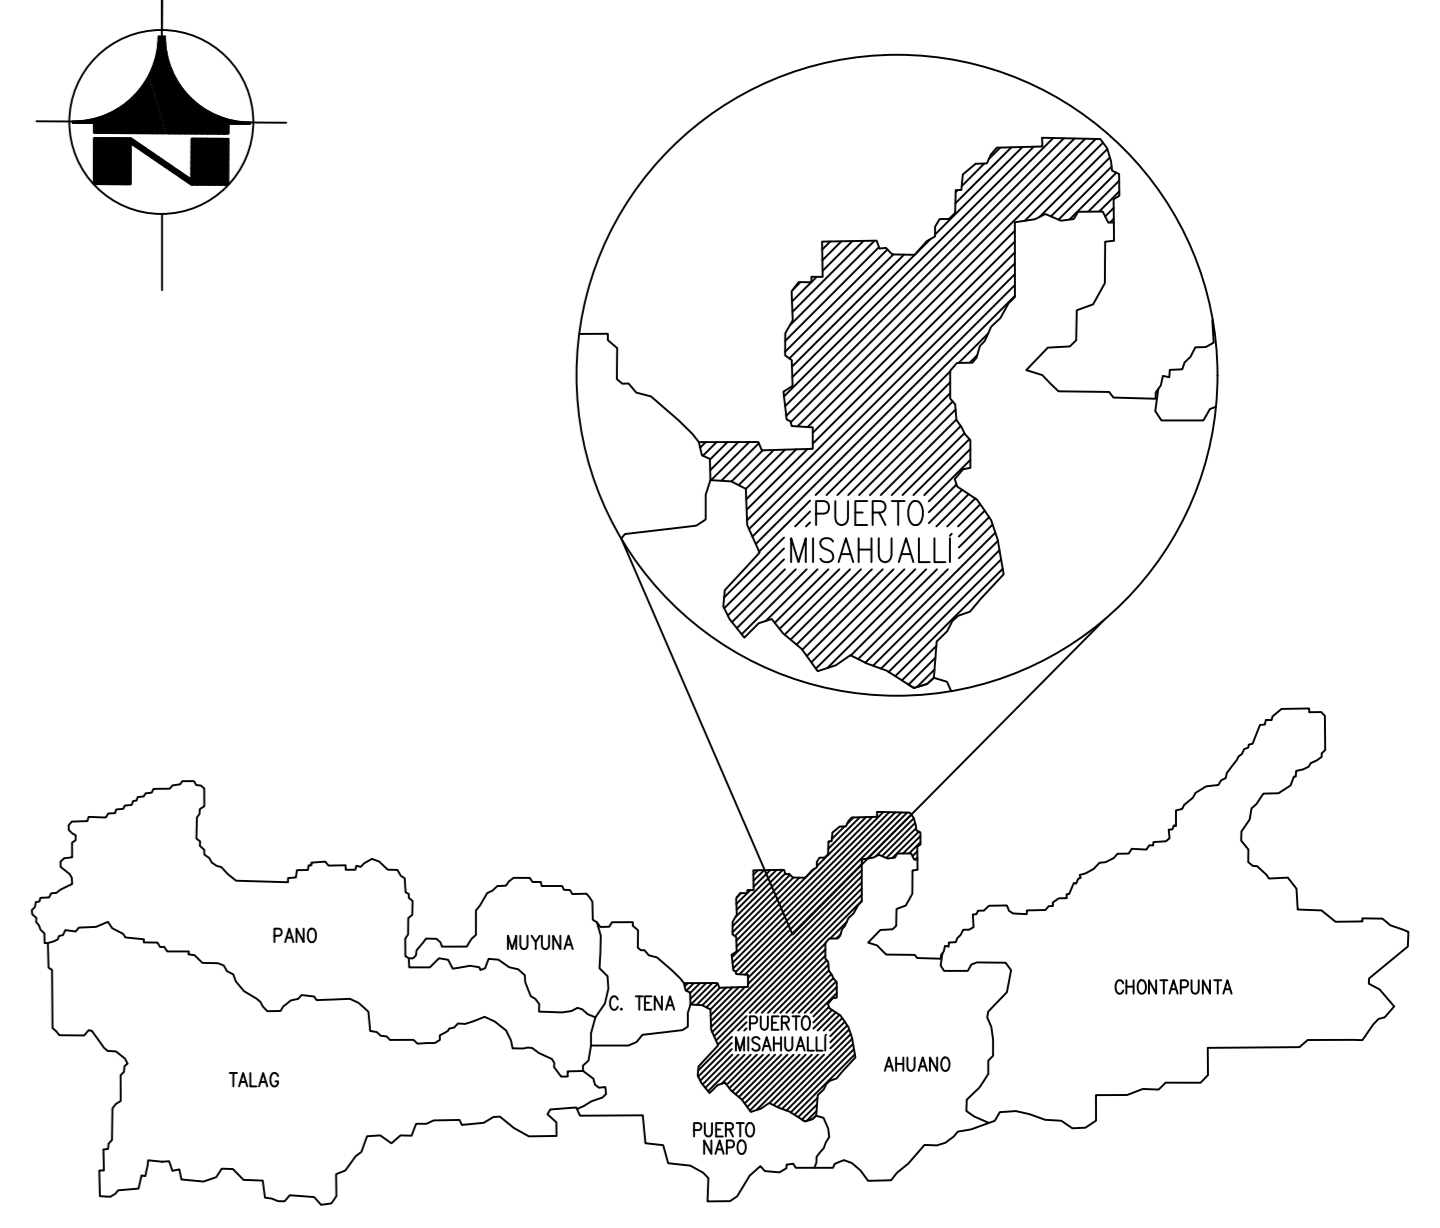 N
PUERTO
MISAHUALLÍ
PANO
MUYUNA
C. TENA
CHONTAPUNTA
PUERTO
MISAHUALLÍ
AHUANO
TALAG
PUERTO
NAPO